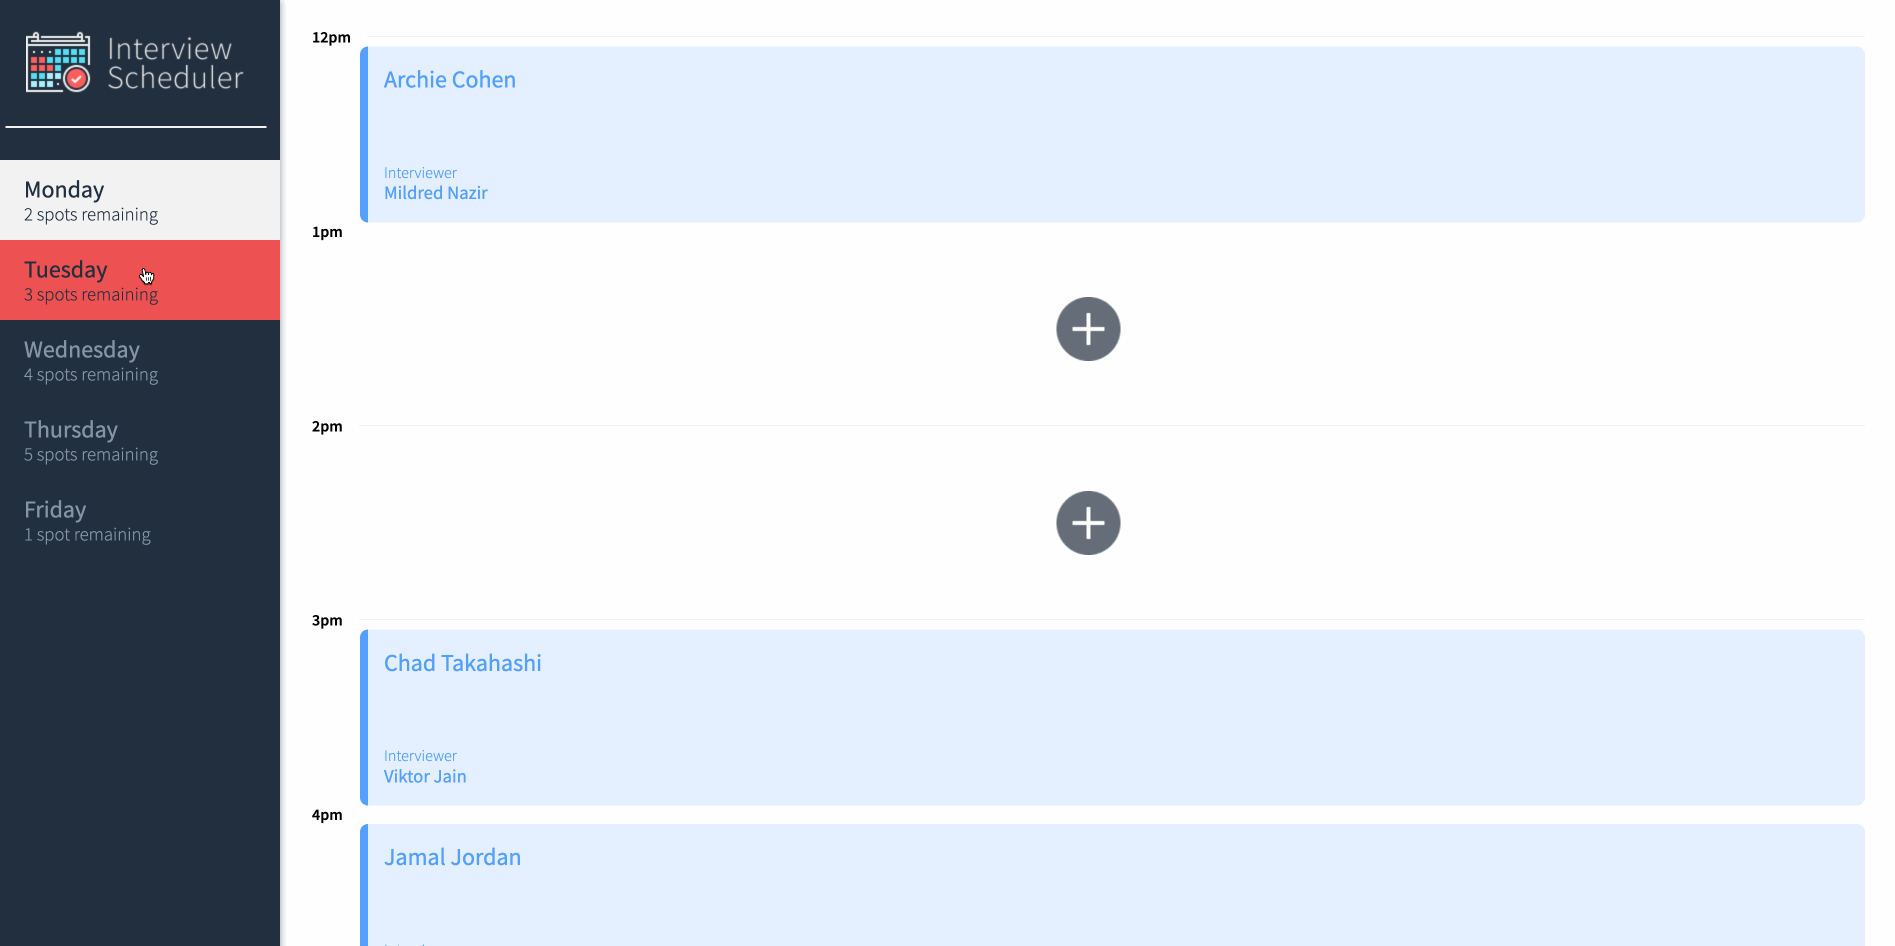 Interview
Scheduler
Monday
2 spots remaining
Tuesday
3 spots remaining
Wednesday
4 spots remaining
Thursday
5 spots remaining
Friday
1 spot remaining
12pm
Archie Cohen
Interviewer
Mildred Nazir
1pm
2pm
3pm
Chad Takahashi
Interviewer
Viktor Jain
4pm
Jamal Jordan